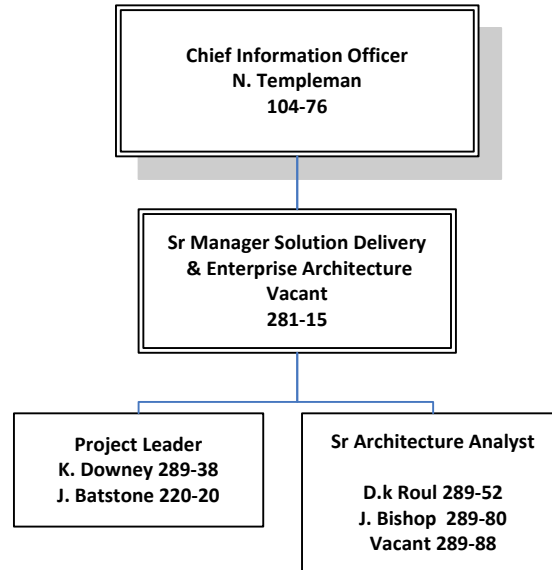 Chief Information Officer
N. Templeman
104-76
Sr Manager Solution Delivery
& Enterprise Architecture
Vacant
281-15
Project Leader
K. Downey 289-38
J. Batstone 220-20
Sr Architecture Analyst
D.k Roul 289-52
J. Bishop 289-80
Vacant 289-88